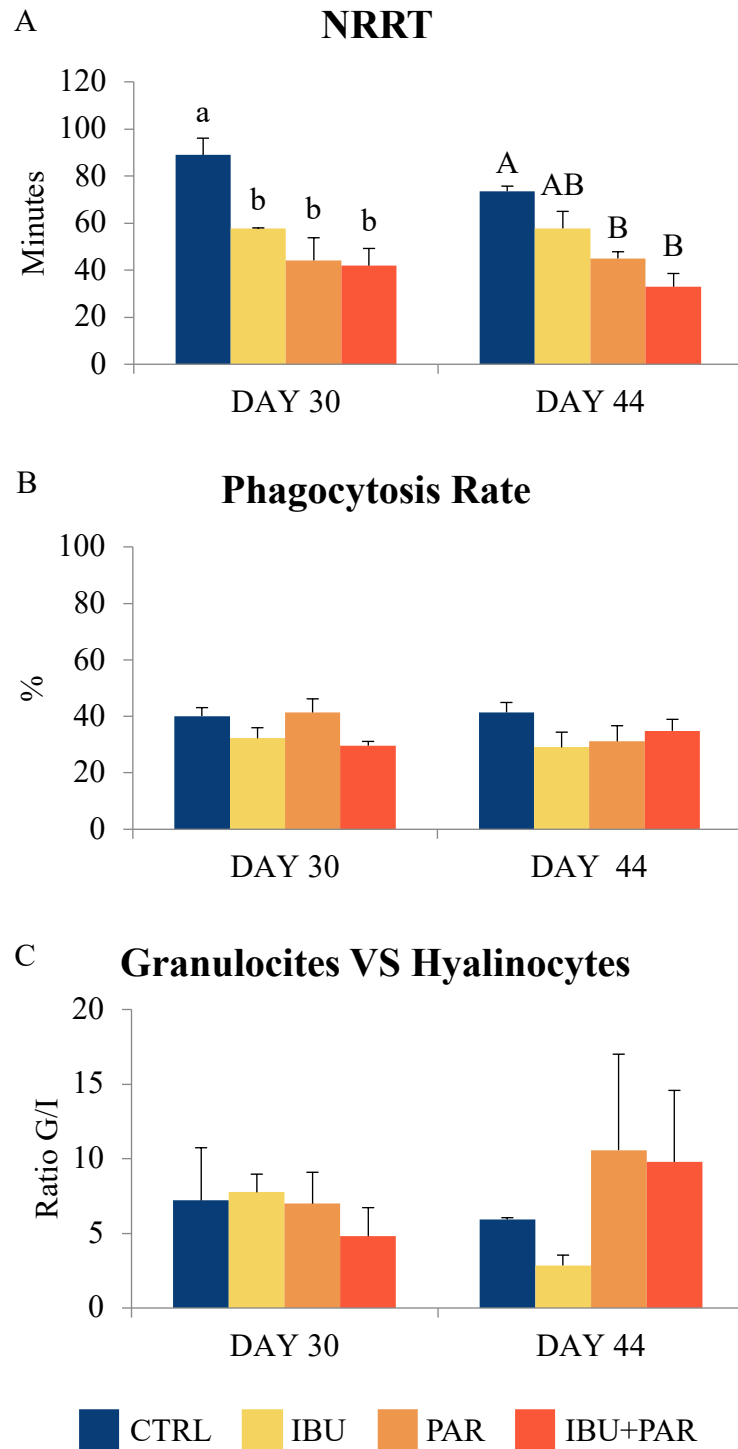 A
NRRT
120
100
80
60
40
20
0
Minutes
a
b
b
b
A
AB
B
B
DAY 30
DAY 44
B
Phagocytosis Rate
100
80
60
40
20
0
%
DAY 30
DAY 44
C
Granulocites VS Hyalinocytes
20
15
10
5
0
Ratio G/I
DAY 30
DAY 44
CTRL IBU PAR IBU+PAR